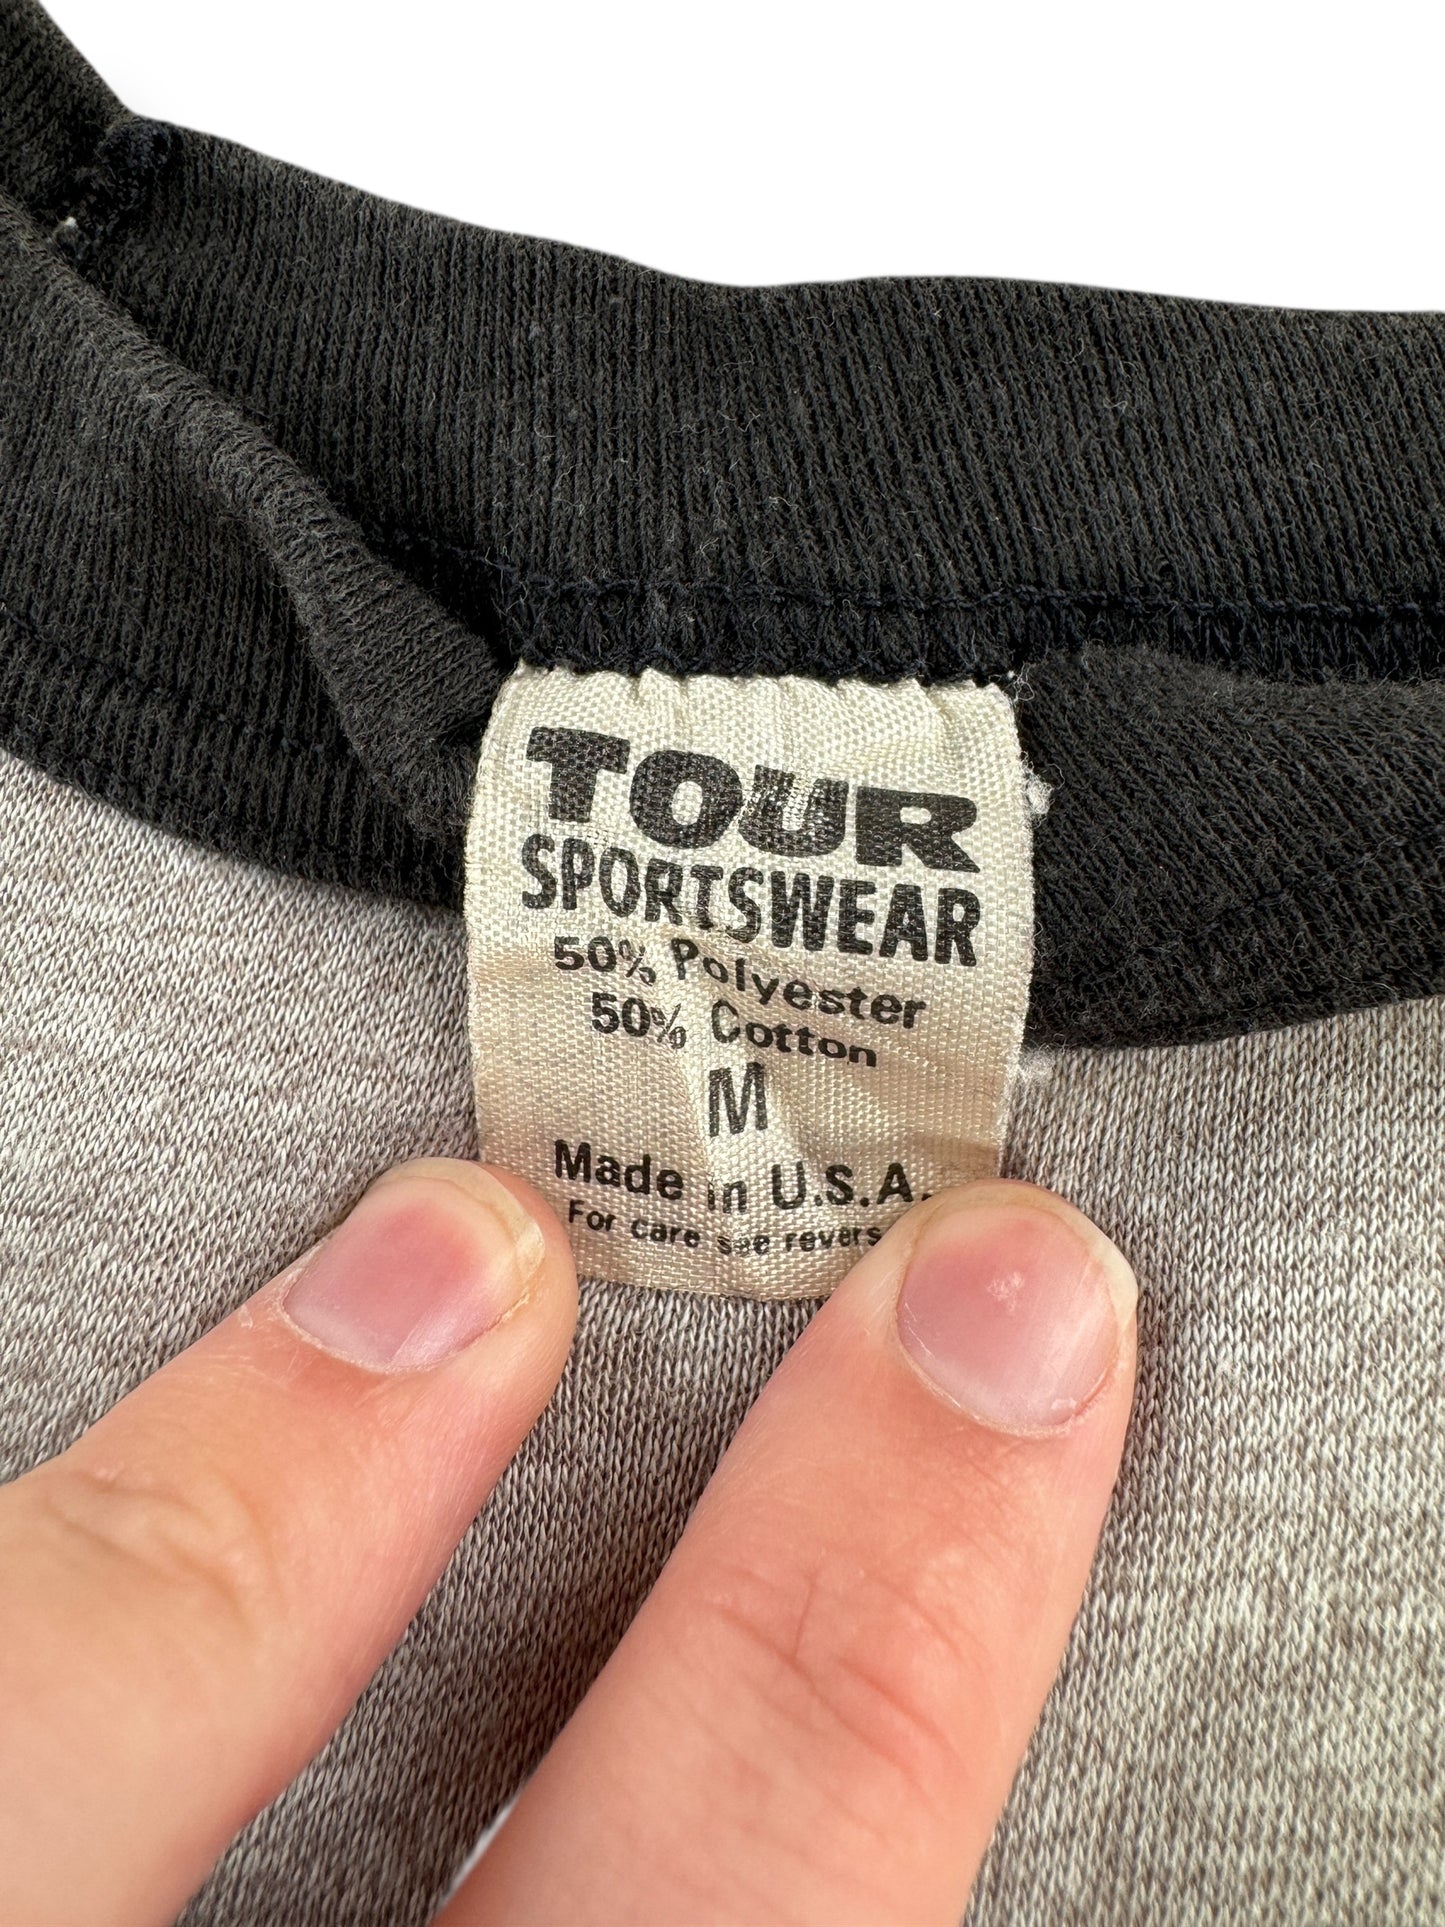 TOUR
SPORTSWEAR
50% Polyester
50% Cotton
M
Made in U.S.A.
For care see revers